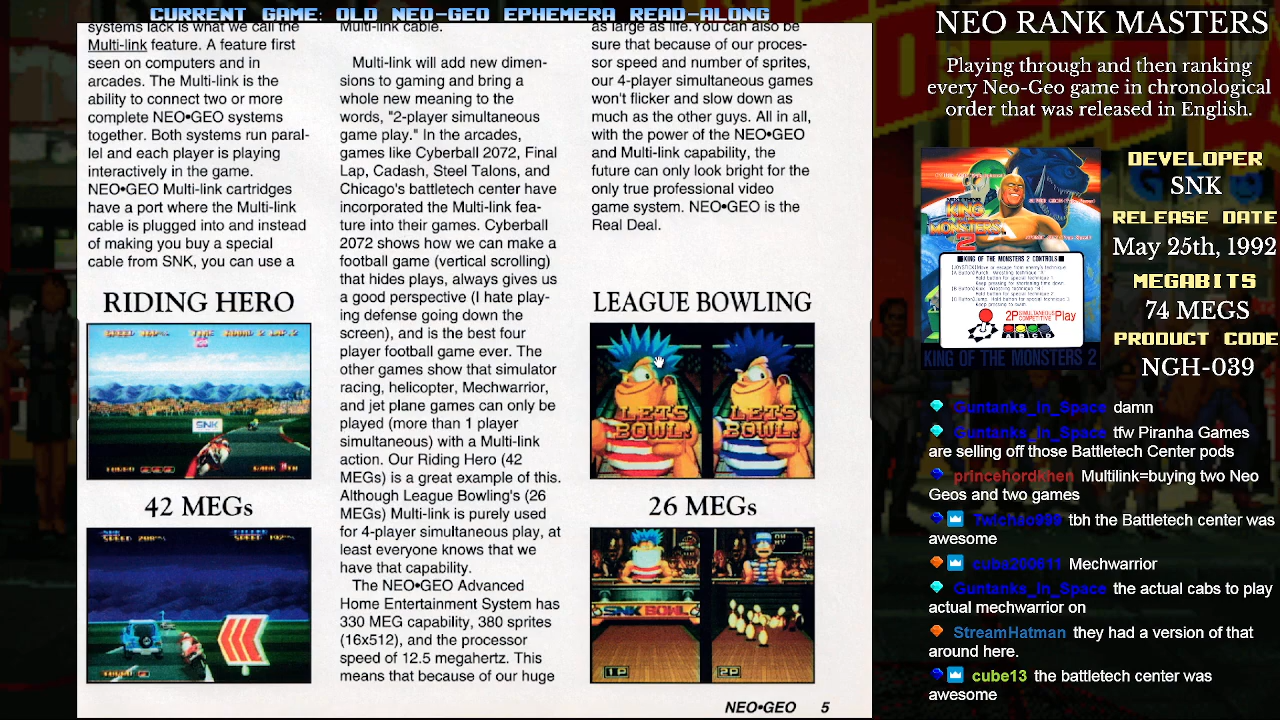 CURRENT GAME: OLD NEO-GEO EPHEMERA READ-ALONG
systems lack is what we call the
Multi-link feature. A feature first
seen on computers and in
arcades. The Multi-link is the
ability to connect two or more
complete NEO•GEO systems
together. Both systems run paral-
lel and each player is playing
interactively in the game.
NEO•GEO Multi-link cartridges
have a port where the Multi-link
cable is plugged into and instead
of making you buy a special
cable from SNK, you can use a
RIDING HERO
SNK
42 MEGs
Multi-link cable.
Multi-link will add new dimen-
sions to gaming and bring a
whole new meaning to the
words, "2-player simultaneous
game play." In the arcades,
games like Cyberball 2072, Final
Lap, Cadash, Steel Talons, and
Chicago's battletech center have
incorporated the Multi-link fea-
ture into their games. Cyberball
2072 shows how we can make a
football game (vertical scrolling)
that hides plays, always gives us
a good perspective (I hate play-
ing defense going down the
screen), and is the best four
player football game ever. The
other games show that simulator
racing, helicopter, Mechwarrior,
and jet plane games can only be
played (more than 1 player
simultaneous) with a Multi-link
action. Our Riding Hero (42
MEGs) is a great example of this.
Although League Bowling's (26
MEGs) Multi-link is purely used
for 4-player simultaneous play, at
least everyone knows that we
have that capability.
The NEO•GEO Advanced
Home Entertainment System has
330 MEG capability, 380 sprites
(16x512), and the processor
speed of 12.5 megahertz. This
means that because of our huge
as large as life. You can also be
sure that because of our proces-
sor speed and number of sprites,
our 4-player simultaneous games
won't flicker and slow down as
much as the other guys. All in all,
with the power of the NEO•GEO
and Multi-link capability, the
future can only look bright for the
only true professional video
game system. NEO•GEO is the
Real Deal.
LEAGUE BOWLING
LETS BOWL!
LETS BOWL!
26 MEGs
SNK BOWL
1P
2P
NEO•GEO 5
NEO RANK MASTERS
Playing through and then ranking
every Neo-Geo game in chronological
order that was released in English.
KING OF THE MONSTERS 2
■KING OF THE MONSTERS 2 CONTROLS■
2P SIMULTANEOUS COMPETITIVE Play
A B C D
KING OF THE MONSTERS 2
DEVELOPER
SNK
RELEASE DATE
May 25th, 1992
MEGABITS
74 MEGS
PRODUCT CODE
NGH-039
Guntanks_In_Space damn
Guntanks_In_Space tfw Piranha Games
are selling off those Battletech Center pods
princehordkhen Multilink=buying two Neo
Geos and two games
7wichao999 tbh the Battletech center was
awesome
cuba200611 Mechwarrior
Guntanks_In_Space the actual cabs to play
actual mechwarrior on
StreamHatman they had a version of that
around here.
cube13 the battletech center was
awesome